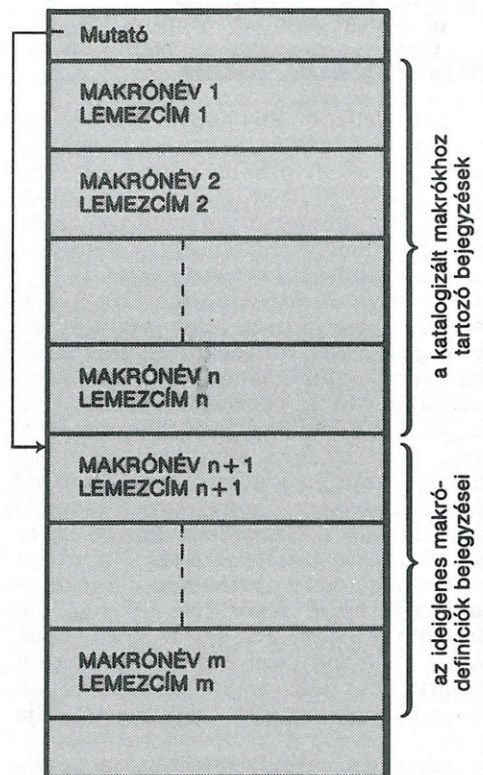 Mutató
MAKRÓNÉV 1
LEMEZCÍM 1
MAKRÓNÉV 2
LEMEZCÍM 2
MAKRÓNÉV n
LEMEZCÍM n
a katalogizált makrókhoz
tartozó bejegyzések
MAKRÓNÉV n+1
LEMEZCÍM n+1
MAKRÓNÉV m
LEMEZCÍM m
az ideiglenes makró-
definíciók bejegyzései